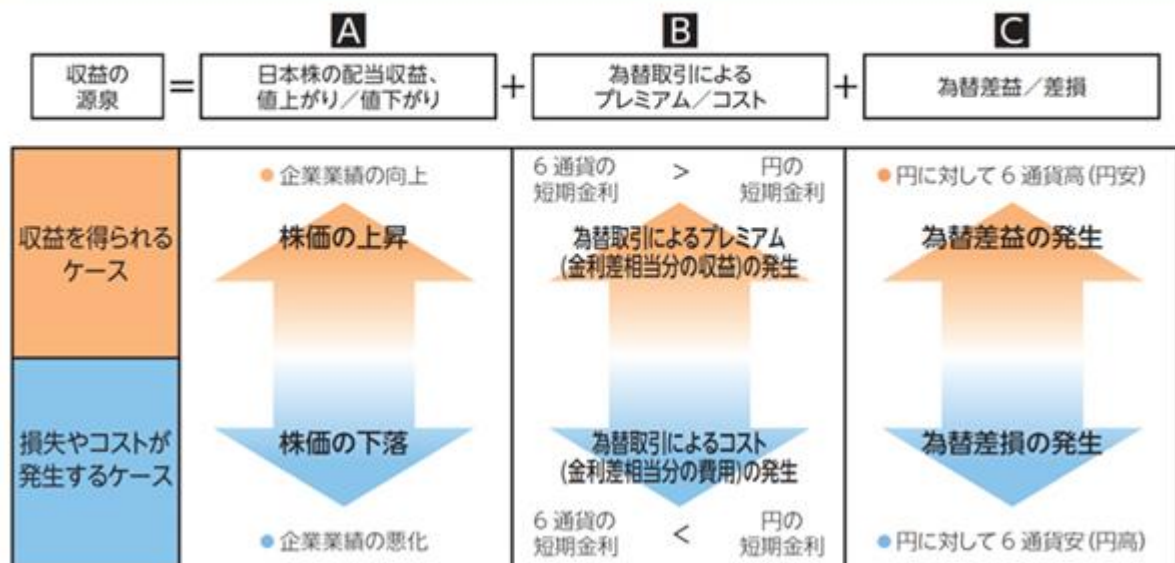 A
B
C
収益の
源泉
=
日本株の配当収益、
値上がり/値下がり
+
為替取引による
プレミアム/コスト
+
為替差益/差損
収益を得られる
ケース
●企業業績の向上
株価の上昇
6通貨の 短期金利 > 円の 短期金利
為替取引によるプレミアム
(金利差相当分の収益)の発生
●円に対して6通貨高(円安)
為替差益の発生
損失やコストが
発生するケース
株価の下落
●企業業績の悪化
為替取引によるコスト
(金利差相当分の費用)の発生
6通貨の 短期金利 < 円の 短期金利
為替差損の発生
●円に対して6通貨安(円高)